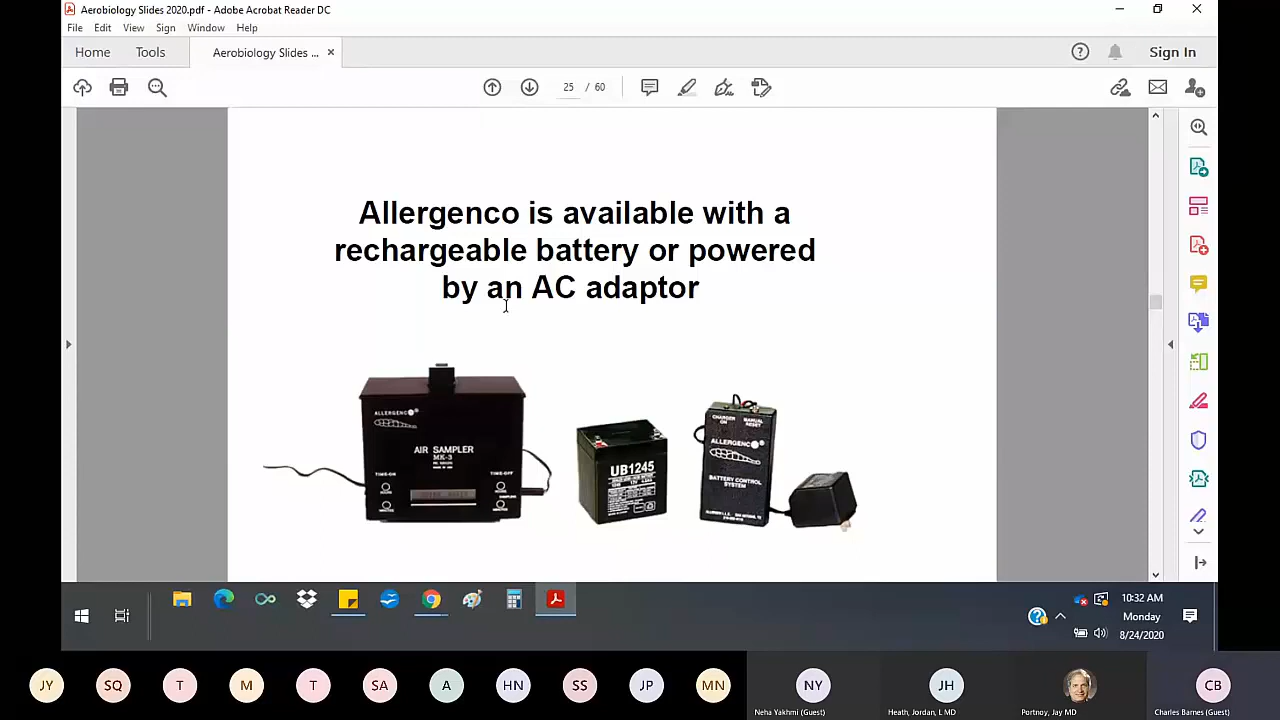 Aerobiology Slides 2020.pdf - Adobe Acrobat Reader DC
File Edit View Sign Window Help
Home Tools Aerobiology Slides ... × Sign In
25 / 60
Allergenco is available with a
rechargeable battery or powered
by an AC adaptor
ALLERGENCO
AIR SAMPLER
MK-3
TIME-ON
TIME-OFF
UB1245
CHARGER ON
MANUAL RESET
ALLERGENCO
BATTERY CONTROL
SYSTEM
10:32 AM
Monday
8/24/2020
JY SQ T M T SA A HN SS JP MN NY JH CB
Neha Yakhmi (Guest) Heath, Jordan, L MD Portnoy, Jay MD Charles Barnes (Guest)